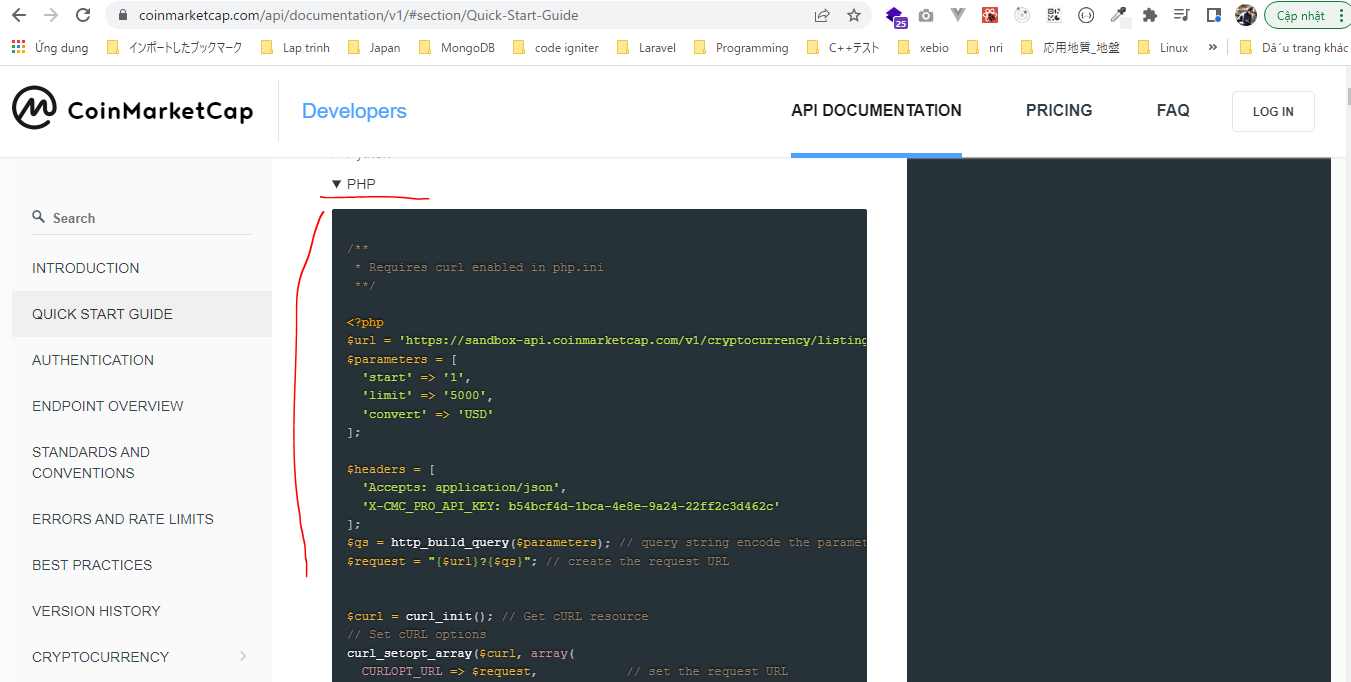 coinmarketcap.com/api/documentation/v1/#section/Quick-Start-Guide
25
Cập nhật
Ứng dụng
インポートしたブックマーク
Lap trinh
Japan
MongoDB
code igniter
Laravel
Programming
C++テスト
xebio
nri
応用地質_地盤
Linux
»
Dấu trang khác
CoinMarketCap
Developers
API DOCUMENTATION
PRICING
FAQ
LOG IN
Search
INTRODUCTION
QUICK START GUIDE
AUTHENTICATION
ENDPOINT OVERVIEW
STANDARDS AND
CONVENTIONS
ERRORS AND RATE LIMITS
BEST PRACTICES
VERSION HISTORY
CRYPTOCURRENCY
▼ PHP
/**
 * Requires curl enabled in php.ini
 **/
<?php
$url = 'https://sandbox-api.coinmarketcap.com/v1/cryptocurrency/listing
$parameters = [
  'start' => '1',
  'limit' => '5000',
  'convert' => 'USD'
];
$headers = [
  'Accepts: application/json',
  'X-CMC_PRO_API_KEY: b54bcf4d-1bca-4e8e-9a24-22ff2c3d462c'
];
$qs = http_build_query($parameters); // query string encode the paramet
$request = "{$url}?{$qs}"; // create the request URL
$curl = curl_init(); // Get cURL resource
// Set cURL options
curl_setopt_array($curl, array(
  CURLOPT_URL => $request,            // set the request URL